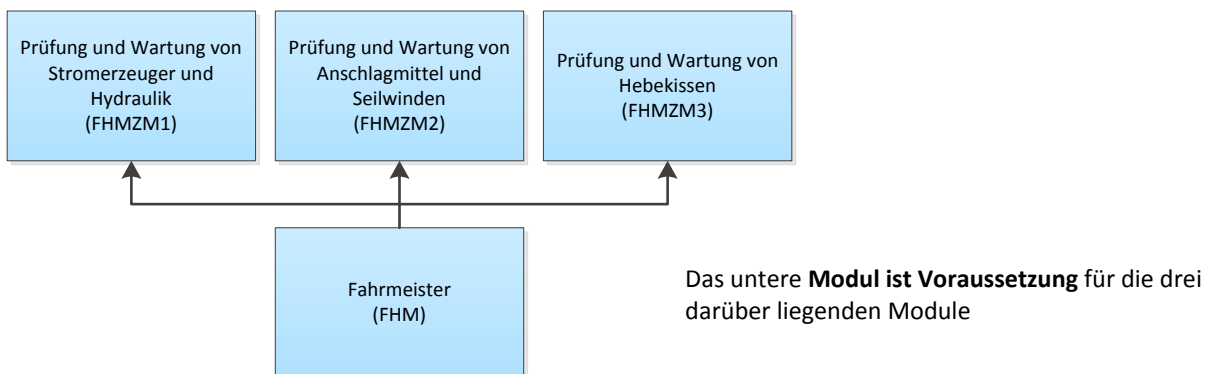 Prüfung und Wartung von
Stromerzeuger und
Hydraulik
(FHMZM1)
Prüfung und Wartung von
Anschlagmittel und
Seilwinden
(FHMZM2)
Prüfung und Wartung von
Hebekissen
(FHMZM3)
Fahrmeister
(FHM)
Das untere Modul ist Voraussetzung für die drei
darüber liegenden Module